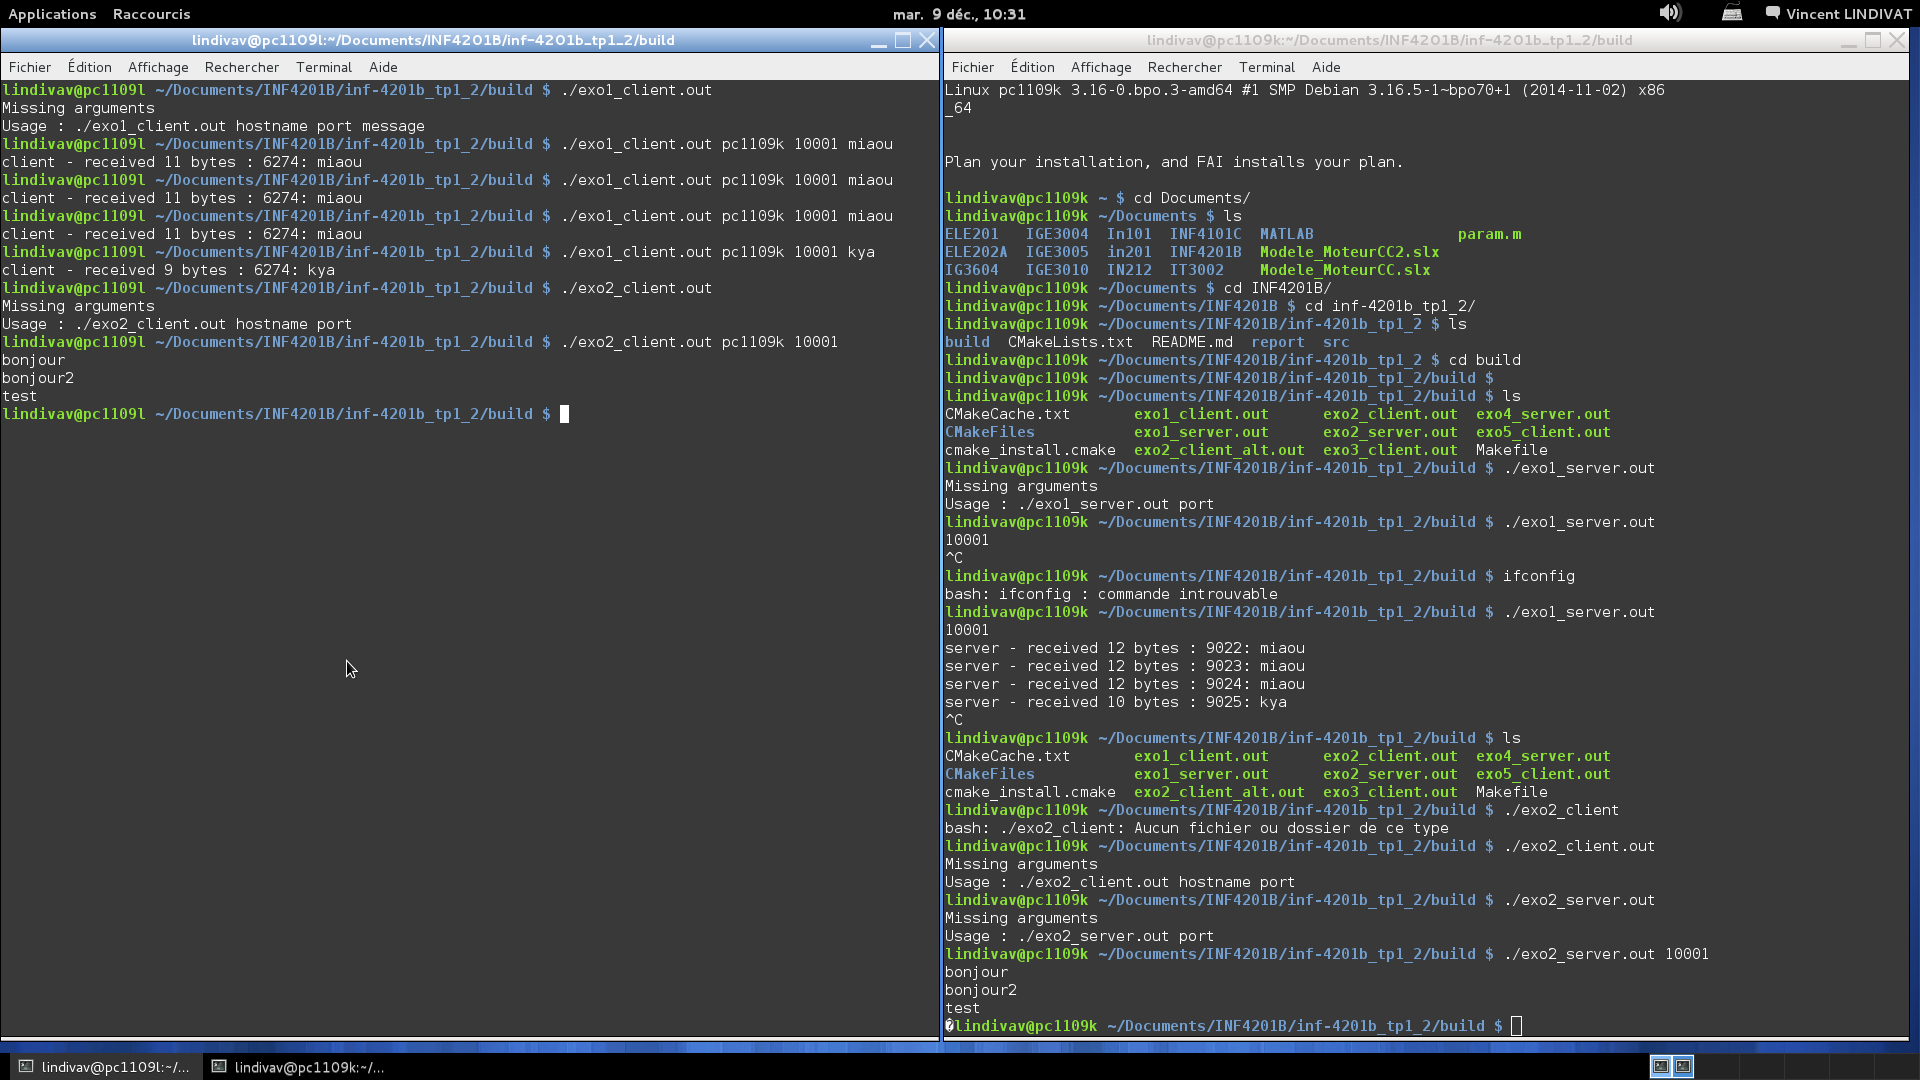 Applications Raccourcis mar. 9 déc., 10:31 Vincent LINDIVAT
lindivav@pc1109l:~/Documents/INF4201B/inf-4201b_tp1_2/build
Fichier Édition Affichage Rechercher Terminal Aide
lindivav@pc1109l ~/Documents/INF4201B/inf-4201b_tp1_2/build $ ./exo1_client.out
Missing arguments
Usage : ./exo1_client.out hostname port message
lindivav@pc1109l ~/Documents/INF4201B/inf-4201b_tp1_2/build $ ./exo1_client.out pc1109k 10001 miaou
client - received 11 bytes : 6274: miaou
lindivav@pc1109l ~/Documents/INF4201B/inf-4201b_tp1_2/build $ ./exo1_client.out pc1109k 10001 miaou
client - received 11 bytes : 6274: miaou
lindivav@pc1109l ~/Documents/INF4201B/inf-4201b_tp1_2/build $ ./exo1_client.out pc1109k 10001 miaou
client - received 11 bytes : 6274: miaou
lindivav@pc1109l ~/Documents/INF4201B/inf-4201b_tp1_2/build $ ./exo1_client.out pc1109k 10001 kya
client - received 9 bytes : 6274: kya
lindivav@pc1109l ~/Documents/INF4201B/inf-4201b_tp1_2/build $ ./exo2_client.out
Missing arguments
Usage : ./exo2_client.out hostname port
lindivav@pc1109l ~/Documents/INF4201B/inf-4201b_tp1_2/build $ ./exo2_client.out pc1109k 10001
bonjour
bonjour2
test
lindivav@pc1109l ~/Documents/INF4201B/inf-4201b_tp1_2/build $
lindivav@pc1109k:~/Documents/INF4201B/inf-4201b_tp1_2/build
Fichier Édition Affichage Rechercher Terminal Aide
Linux pc1109k 3.16-0.bpo.3-amd64 #1 SMP Debian 3.16.5-1~bpo70+1 (2014-11-02) x86
_64
Plan your installation, and FAI installs your plan.
lindivav@pc1109k ~ $ cd Documents/
lindivav@pc1109k ~/Documents $ ls
ELE201 IGE3004 In101 INF4101C MATLAB param.m
ELE202A IGE3005 in201 INF4201B Modele_MoteurCC2.slx
IG3604 IGE3010 IN212 IT3002 Modele_MoteurCC.slx
lindivav@pc1109k ~/Documents $ cd INF4201B/
lindivav@pc1109k ~/Documents/INF4201B $ cd inf-4201b_tp1_2/
lindivav@pc1109k ~/Documents/INF4201B/inf-4201b_tp1_2 $ ls
build CMakeLists.txt README.md report src
lindivav@pc1109k ~/Documents/INF4201B/inf-4201b_tp1_2 $ cd build
lindivav@pc1109k ~/Documents/INF4201B/inf-4201b_tp1_2/build $
lindivav@pc1109k ~/Documents/INF4201B/inf-4201b_tp1_2/build $ ls
CMakeCache.txt exo1_client.out exo2_client.out exo4_server.out
CMakeFiles exo1_server.out exo2_server.out exo5_client.out
cmake_install.cmake exo2_client_alt.out exo3_client.out Makefile
lindivav@pc1109k ~/Documents/INF4201B/inf-4201b_tp1_2/build $ ./exo1_server.out
Missing arguments
Usage : ./exo1_server.out port
lindivav@pc1109k ~/Documents/INF4201B/inf-4201b_tp1_2/build $ ./exo1_server.out
10001
^C
lindivav@pc1109k ~/Documents/INF4201B/inf-4201b_tp1_2/build $ ifconfig
bash: ifconfig : commande introuvable
lindivav@pc1109k ~/Documents/INF4201B/inf-4201b_tp1_2/build $ ./exo1_server.out
10001
server - received 12 bytes : 9022: miaou
server - received 12 bytes : 9023: miaou
server - received 12 bytes : 9024: miaou
server - received 10 bytes : 9025: kya
^C
lindivav@pc1109k ~/Documents/INF4201B/inf-4201b_tp1_2/build $ ls
CMakeCache.txt exo1_client.out exo2_client.out exo4_server.out
CMakeFiles exo1_server.out exo2_server.out exo5_client.out
cmake_install.cmake exo2_client_alt.out exo3_client.out Makefile
lindivav@pc1109k ~/Documents/INF4201B/inf-4201b_tp1_2/build $ ./exo2_client
bash: ./exo2_client: Aucun fichier ou dossier de ce type
lindivav@pc1109k ~/Documents/INF4201B/inf-4201b_tp1_2/build $ ./exo2_client.out
Missing arguments
Usage : ./exo2_client.out hostname port
lindivav@pc1109k ~/Documents/INF4201B/inf-4201b_tp1_2/build $ ./exo2_server.out
Missing arguments
Usage : ./exo2_server.out port
lindivav@pc1109k ~/Documents/INF4201B/inf-4201b_tp1_2/build $ ./exo2_server.out 10001
bonjour
bonjour2
test
�lindivav@pc1109k ~/Documents/INF4201B/inf-4201b_tp1_2/build $
lindivav@pc1109l:~/... lindivav@pc1109k:~/...